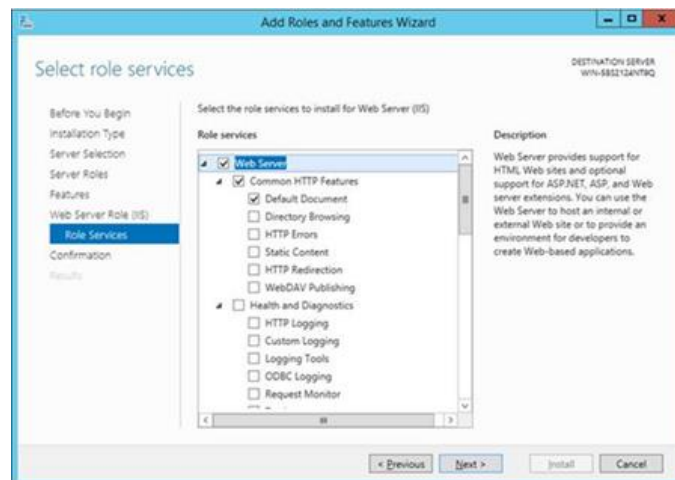 Add Roles and Features Wizard
Select role services
DESTINATION SERVER
Before You Begin
Installation Type
Server Selection
Server Roles
Features
Web Server Role (IIS)
Role Services
Confirmation
Results
Select the role services to install for Web Server (IIS)
Role services
Web Server
Common HTTP Features
Default Document
Directory Browsing
HTTP Errors
Static Content
HTTP Redirection
WebDAV Publishing
Health and Diagnostics
HTTP Logging
Custom Logging
Logging Tools
ODBC Logging
Request Monitor
Description
Web Server provides support for
HTML Web sites and optional
support for ASP.NET, ASP, and Web
server extensions. You can use the
Web Server to host an internal or
external Web site or to provide an
environment for developers to
create Web-based applications.
< Previous
Next >
Install
Cancel